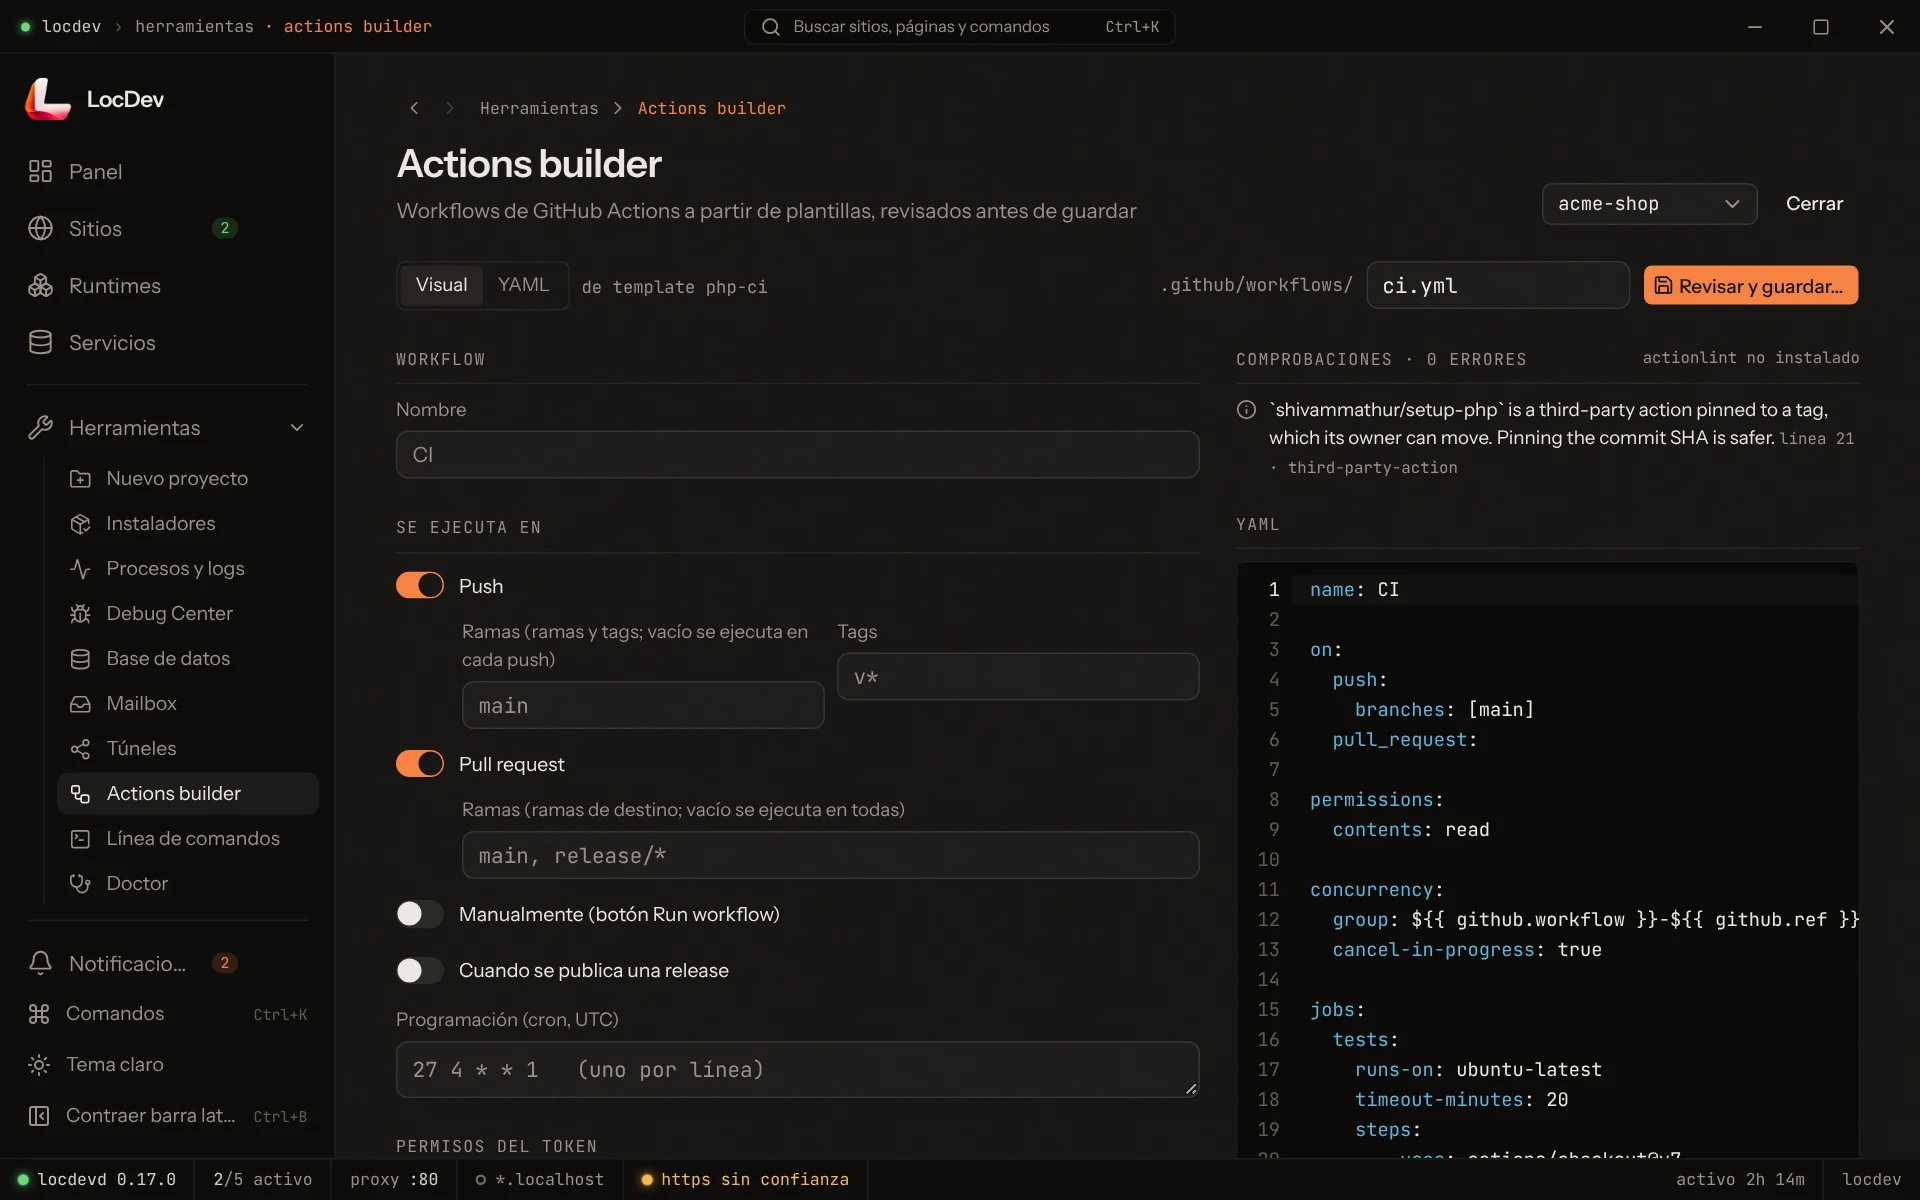 locdev › herramientas · actions builder
Buscar sitios, páginas y comandos Ctrl+K
LocDev
Panel
Sitios 2
Runtimes
Servicios
Herramientas
Nuevo proyecto
Instaladores
Procesos y logs
Debug Center
Base de datos
Mailbox
Túneles
Actions builder
Línea de comandos
Doctor
Notificacio... 2
Comandos Ctrl+K
Tema claro
Contraer barra lat... Ctrl+B
Herramientas > Actions builder
Actions builder
Workflows de GitHub Actions a partir de plantillas, revisados antes de guardar
acme-shop
Cerrar
Visual YAML de template php-ci
.github/workflows/ ci.yml Revisar y guardar...
WORKFLOW
Nombre
CI
SE EJECUTA EN
Push
Ramas (ramas y tags; vacío se ejecuta en
cada push)
main
Tags
v*
Pull request
Ramas (ramas de destino; vacío se ejecuta en todas)
main, release/*
Manualmente (botón Run workflow)
Cuando se publica una release
Programación (cron, UTC)
27 4 * * 1 (uno por línea)
PERMISOS DEL TOKEN
COMPROBACIONES · 0 ERRORES actionlint no instalado
`shivammathur/setup-php` is a third-party action pinned to a tag,
which its owner can move. Pinning the commit SHA is safer. línea 21
· third-party-action
YAML
1 name: CI
2
3 on:
4 push:
5 branches: [main]
6 pull_request:
7
8 permissions:
9 contents: read
10
11 concurrency:
12 group: ${{ github.workflow }}-${{ github.ref }}
13 cancel-in-progress: true
14
15 jobs:
16 tests:
17 runs-on: ubuntu-latest
18 timeout-minutes: 20
19 steps:
locdevd 0.17.0
2/5 activo
proxy :80
*.localhost
https sin confianza
activo 2h 14m
locdev